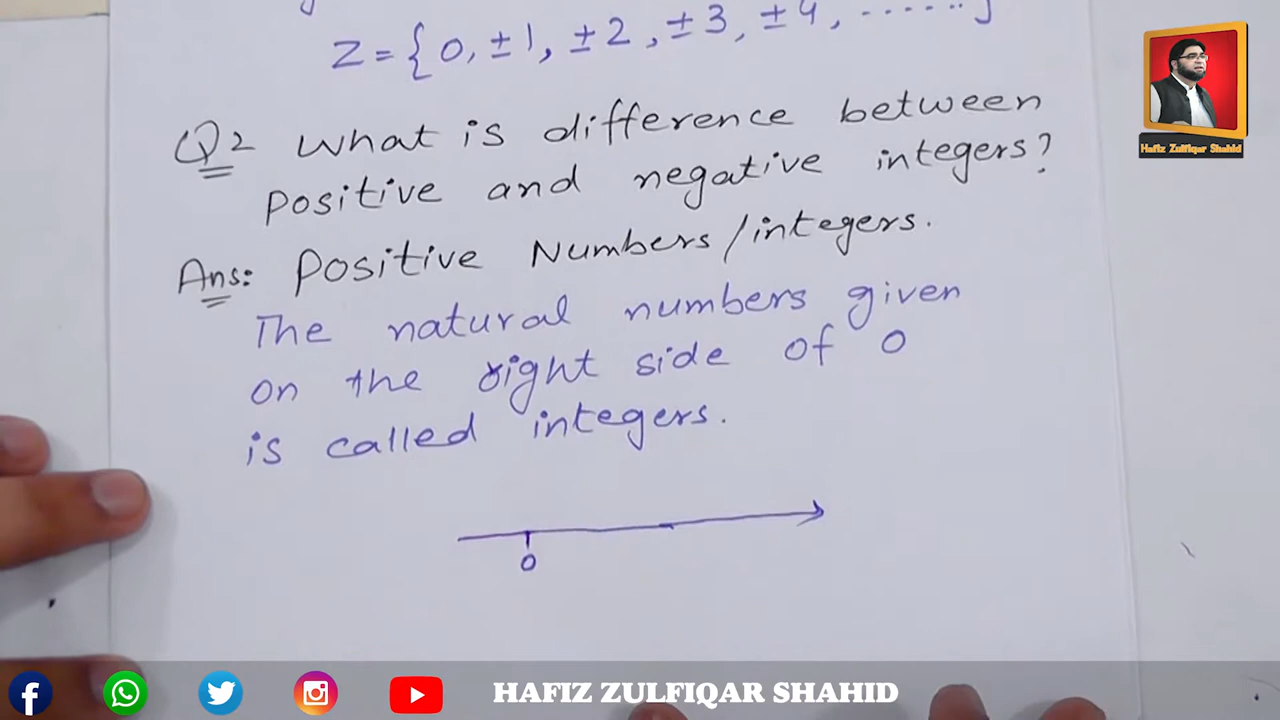 Z = { 0, ±1, ±2, ±3, ±4, ...... }
Q2 What is difference between
positive and negative integers?
Ans: Positive Numbers/integers.
The natural numbers given
on the right side of 0
is called integers.
0
Hafiz Zulfiqar Shahid
HAFIZ ZULFIQAR SHAHID